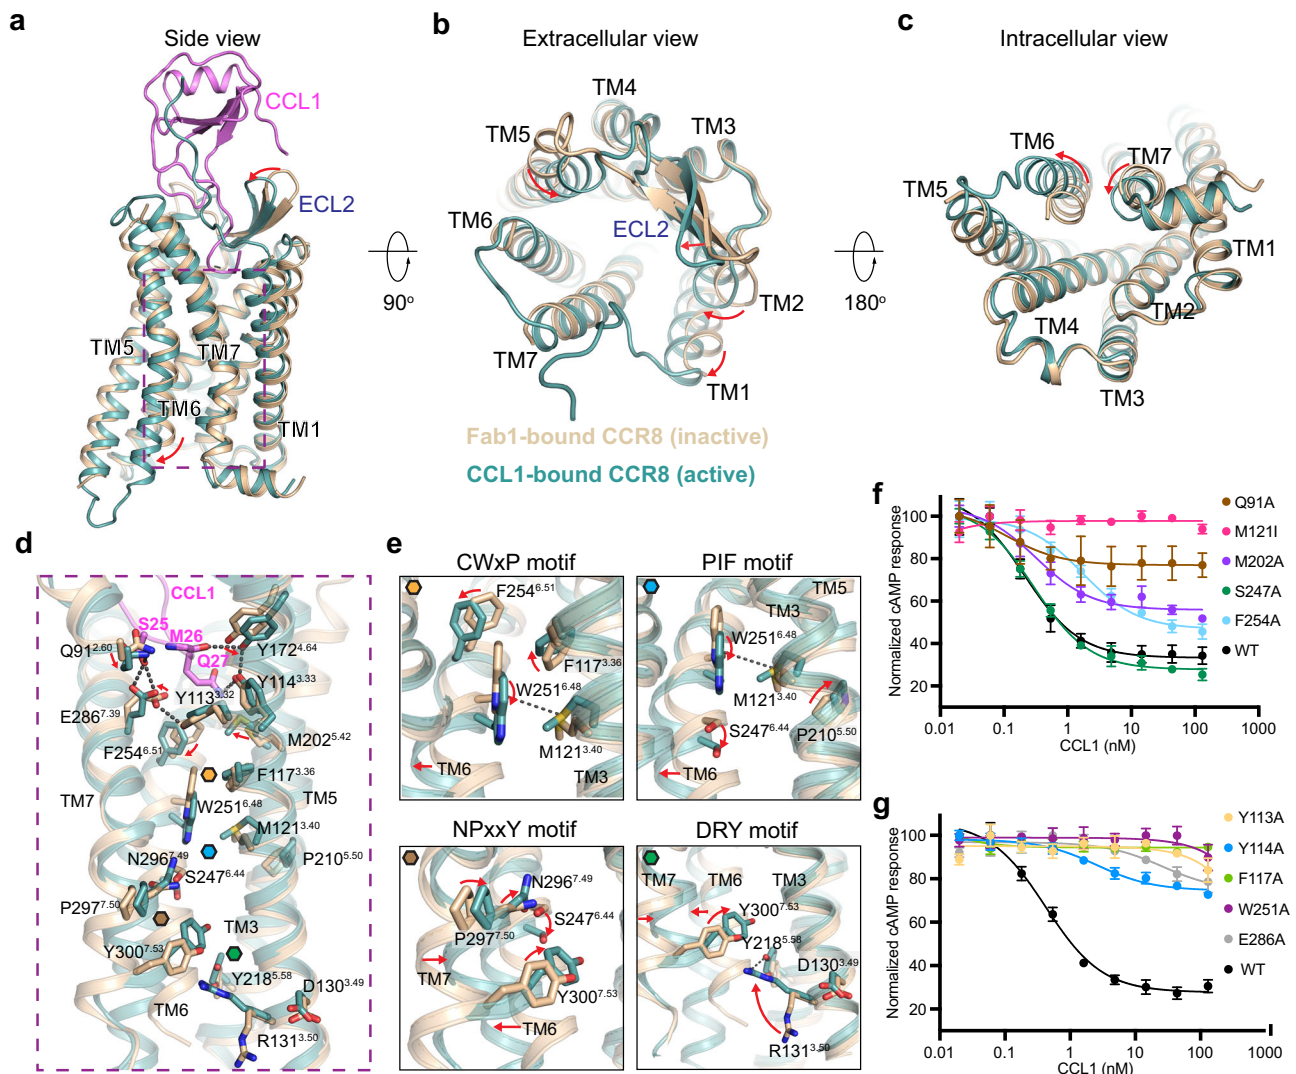 a
Side view
CCL1
ECL2
TM5
TM7
TM6
TM1
90°
b
Extracellular view
TM4
TM5
TM3
TM6
ECL2
TM2
TM7
TM1
Fab1-bound CCR8 (inactive)
CCL1-bound CCR8 (active)
180°
c
Intracellular view
TM6
TM7
TM5
TM1
TM2
TM4
TM3
d
CCL1
S25
M26
Q91 2.60
Q27
Y172 4.64
Y113 3.32
Y114 3.33
E286 7.39
F254 6.51
M202 5.42
F117 3.36
TM7
W251 6.48
TM5
M121 3.40
N296 7.49
P210 5.50
S247 6.44
P297 7.50
TM3
Y300 7.53
Y218 5.58
D130 3.49
TM6
R131 3.50
e
CWxP motif
F254 6.51
F117 3.36
W251 6.48
M121 3.40
TM6
TM3
PIF motif
TM5
TM3
W251 6.48
M121 3.40
S247 6.44
P210 5.50
TM6
NPxxY motif
N296 7.49
S247 6.44
P297 7.50
TM7
Y300 7.53
TM6
DRY motif
TM7
TM6
TM3
Y300 7.53
Y218 5.58
D130 3.49
R131 3.50
f
Normalized cAMP response
100
80
60
40
20
0.01
0.1
1
10
100
1000
CCL1 (nM)
Q91A
M121I
M202A
S247A
F254A
WT
g
Normalized cAMP response
100
80
60
40
20
0.01
0.1
1
10
100
1000
CCL1 (nM)
Y113A
Y114A
F117A
W251A
E286A
WT